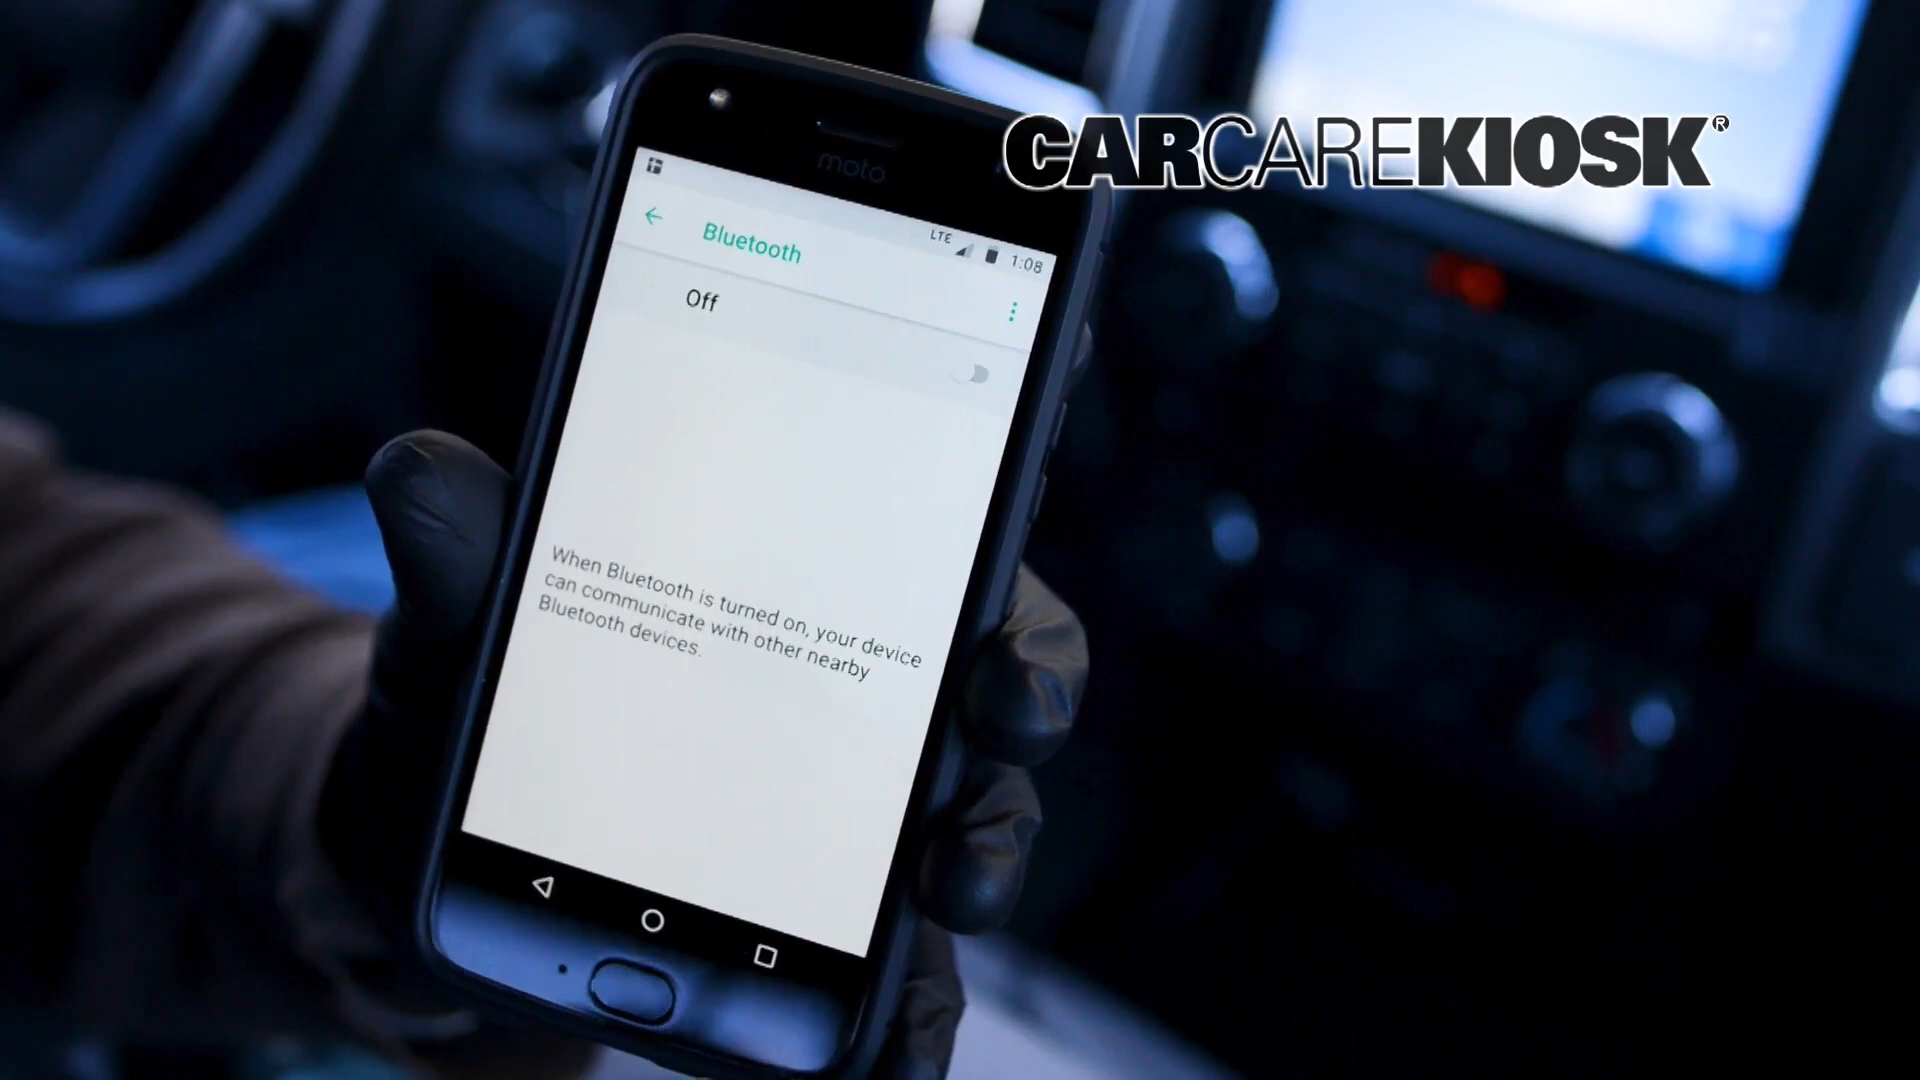 CARCAREKIOSK®
moto
LTE 1:08
Bluetooth
Off
When Bluetooth is turned on, your device
can communicate with other nearby
Bluetooth devices.